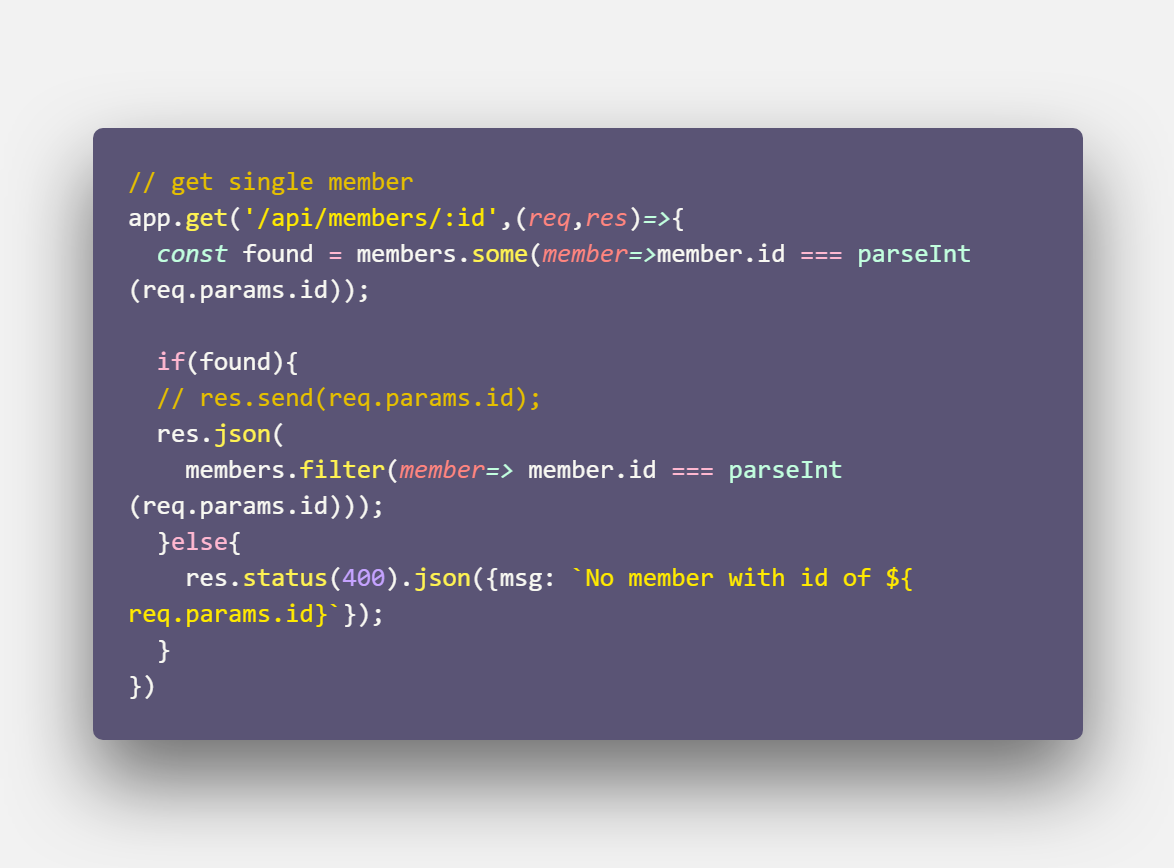 // get single member
app.get('/api/members/:id',(req,res)=>{
  const found = members.some(member=>member.id === parseInt
(req.params.id));

  if(found){
  // res.send(req.params.id);
  res.json(
    members.filter(member=> member.id === parseInt
(req.params.id)));
  }else{
    res.status(400).json({msg: `No member with id of ${
req.params.id}`});
  }
})